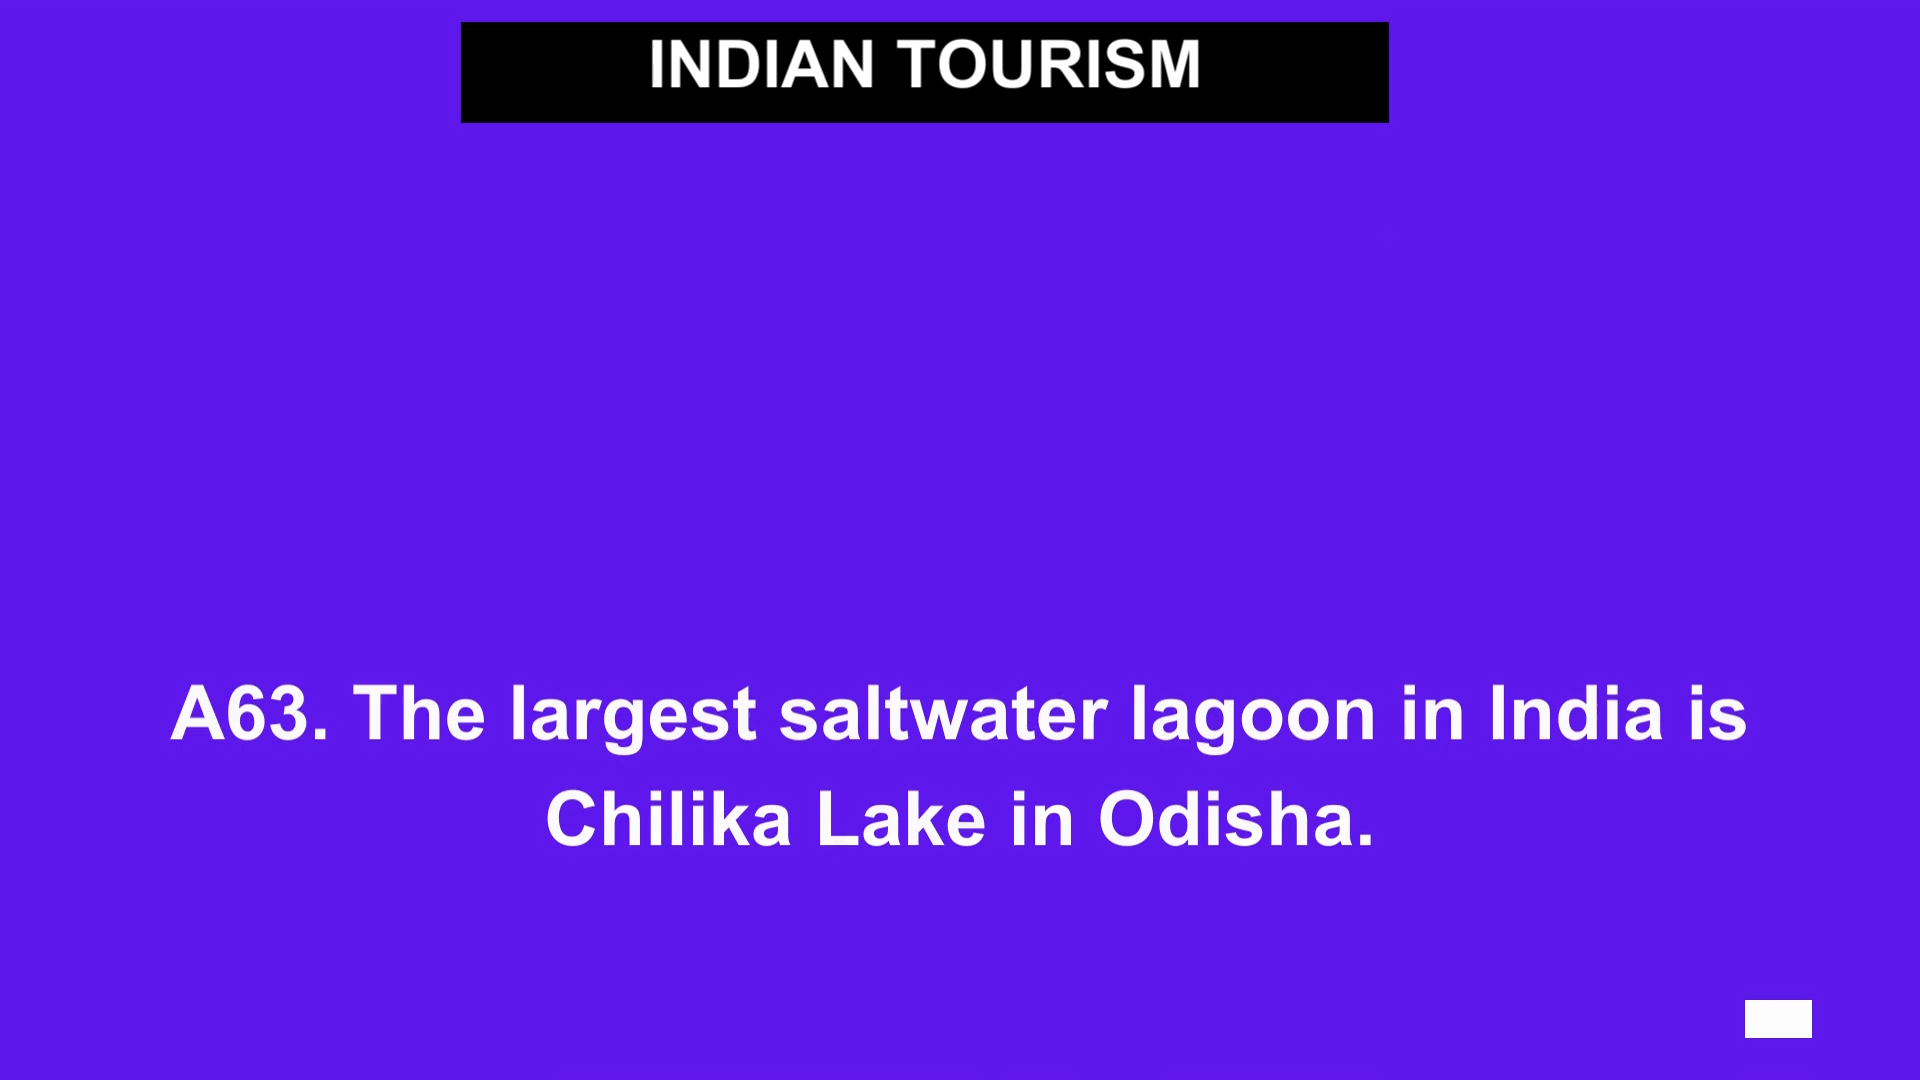 INDIAN TOURISM
A63. The largest saltwater lagoon in India is
Chilika Lake in Odisha.